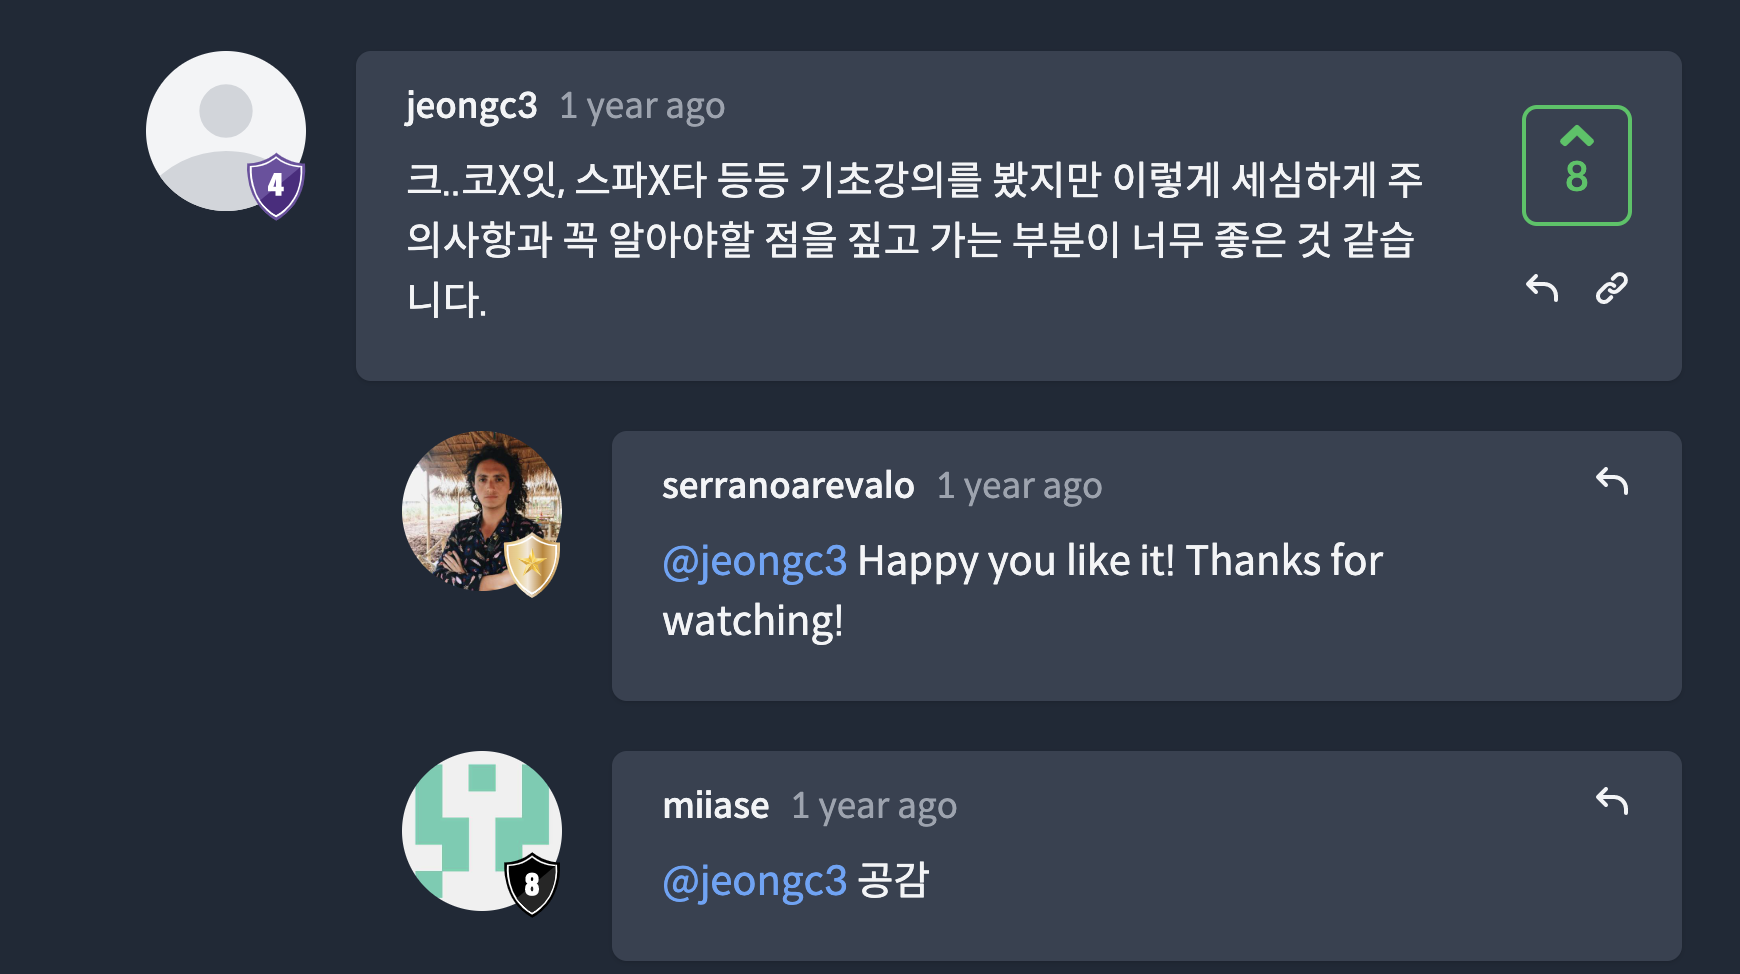 jeongc3 1 year ago
크..코X잇, 스파X타 등등 기초강의를 봤지만 이렇게 세심하게 주
의사항과 꼭 알아야할 점을 짚고 가는 부분이 너무 좋은 것 같습
니다.
8
4
serranoarevalo 1 year ago
@jeongc3 Happy you like it! Thanks for
watching!
miiase 1 year ago
@jeongc3 공감
8